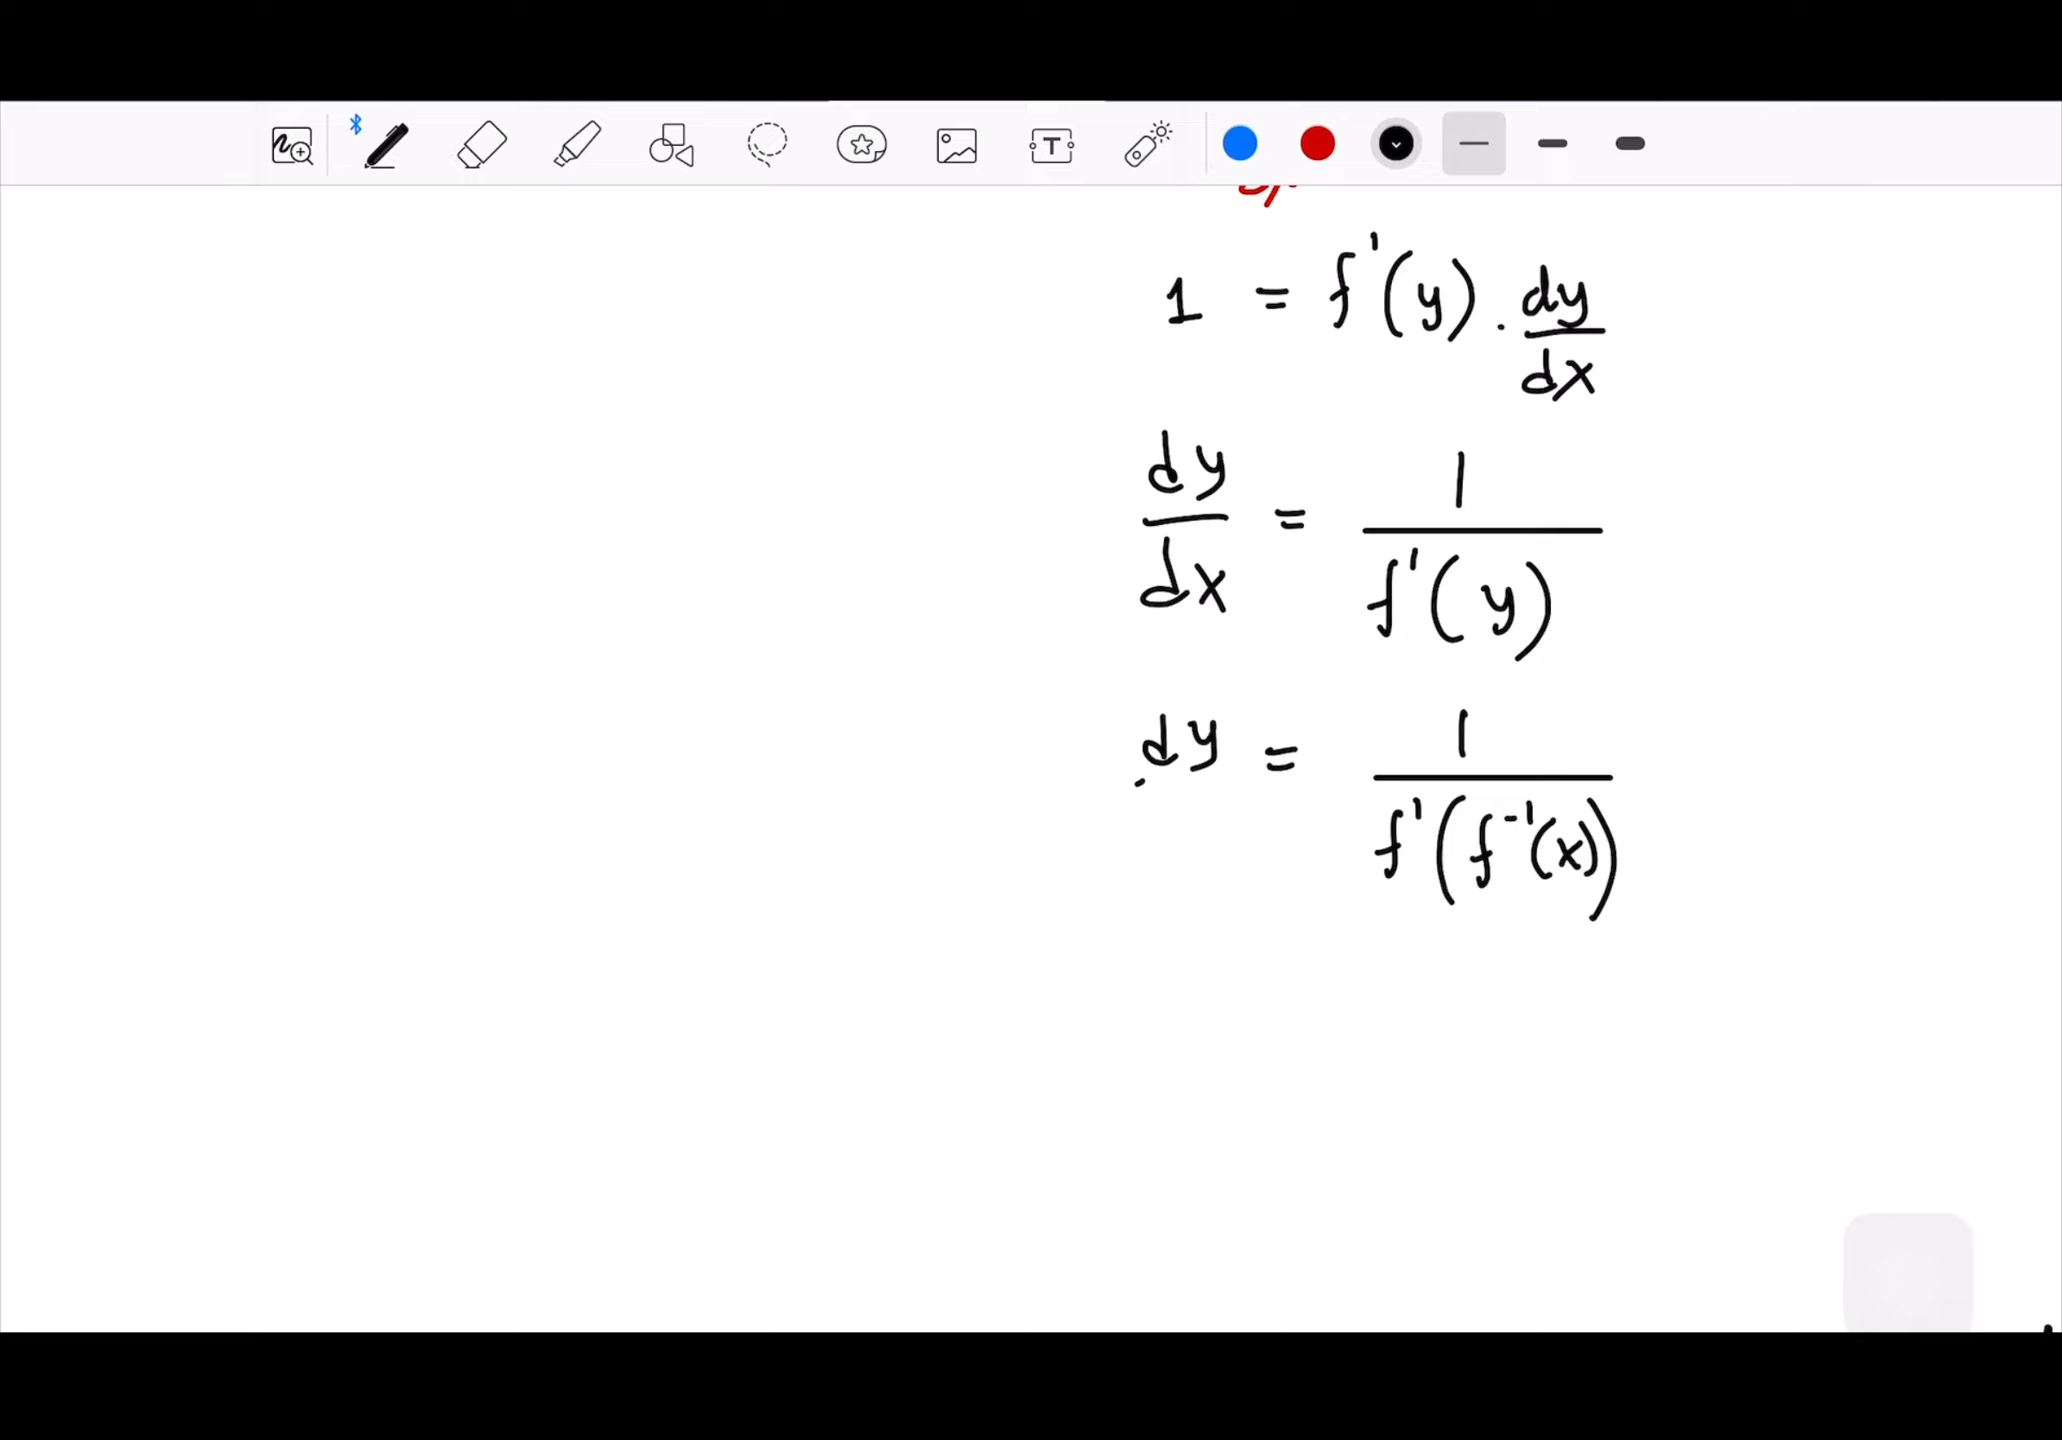 1 = f'(y) . dy/dx
dy/dx = 1/f'(y)
dy = 1/f'(f⁻¹(x))